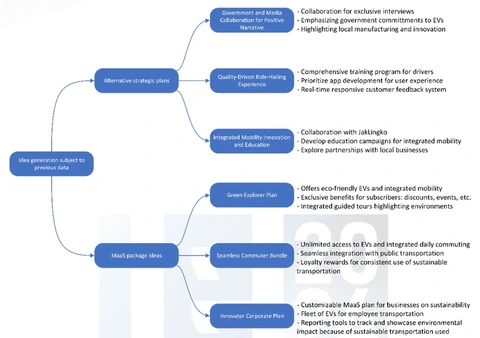 Government and Media
Collaboration for Positive
Narrative
- Collaboration for exclusive interviews
- Emphasizing government commitments to EVs
- Highlighting local manufacturing and innovation
Alternative strategic plans
Quality-Driven Ride-Hailing
Experience
- Comprehensive training program for drivers
- Prioritize app development for user experience
- Real-time responsive customer feedback system
Integrated Mobility Innovation
and Education
- Collaboration with JakLingko
- Develop education campaigns for integrated mobility
- Explore partnerships with local businesses
Idea generation subject to
previous data
Green Explorer Plan
- Offers eco-friendly EVs and integrated mobility
- Exclusive benefits for subscribers: discounts, events, etc.
- Integrated guided tours highlighting environments
MaaS package ideas
Seamless Commuter Bundle
- Unlimited access to EVs and integrated daily commuting
- Seamless integration with public transportation
- Loyalty rewards for consistent use of sustainable
transportation
Innovator Corporate Plan
- Customizable MaaS plan for businesses on sustainability
- Fleet of EVs for employee transportation
- Reporting tools to track and showcase environmental
impact because of sustainable transportation used